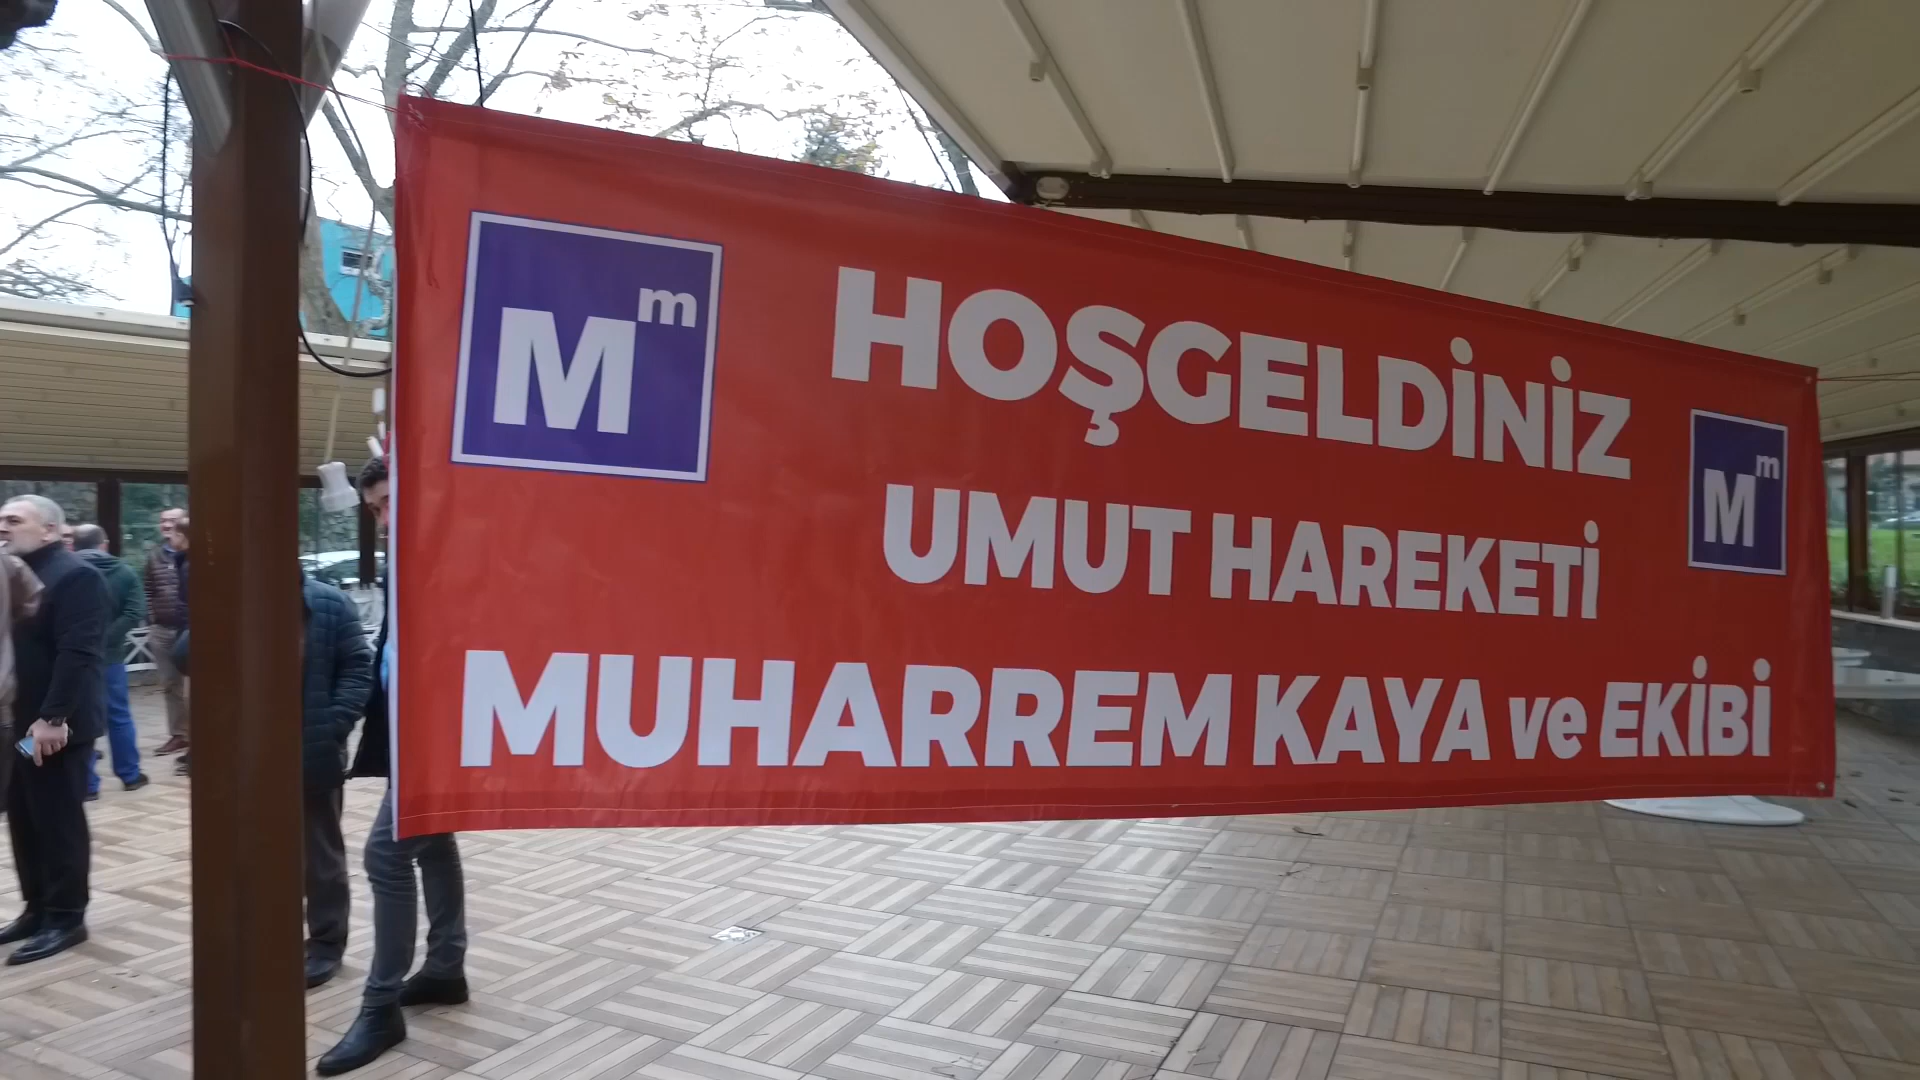 Mm
HOŞGELDİNİZ
UMUT HAREKETİ
Mm
MUHARREM KAYA ve EKİBİ